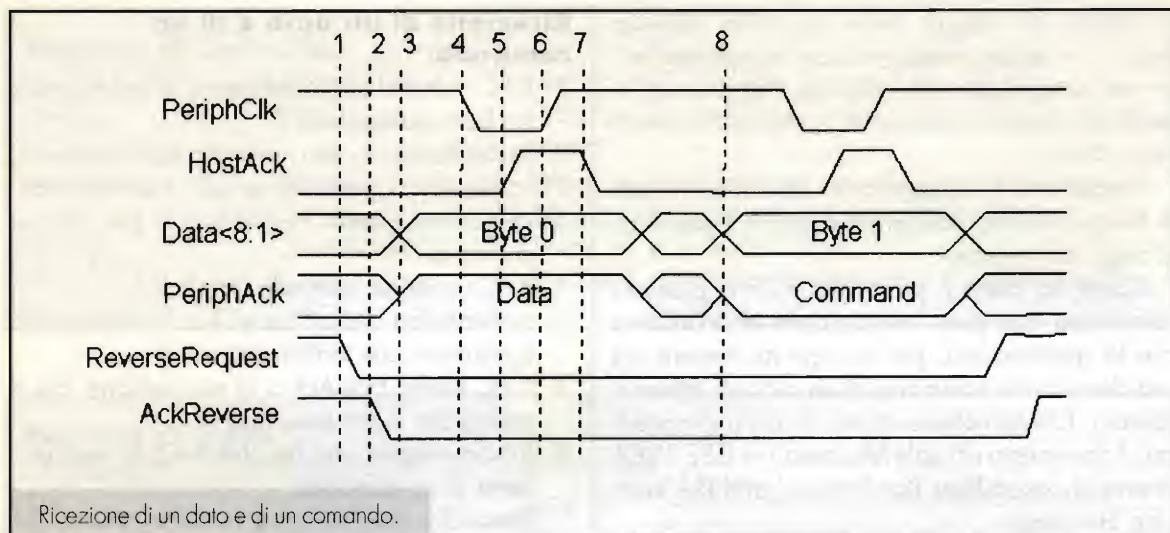 1 2 3 4 5 6 7 8
PeriphClk
HostAck
Data<8:1> Byte 0 Byte 1
PeriphAck Data Command
ReverseRequest
AckReverse
Ricezione di un dato e di un comando.